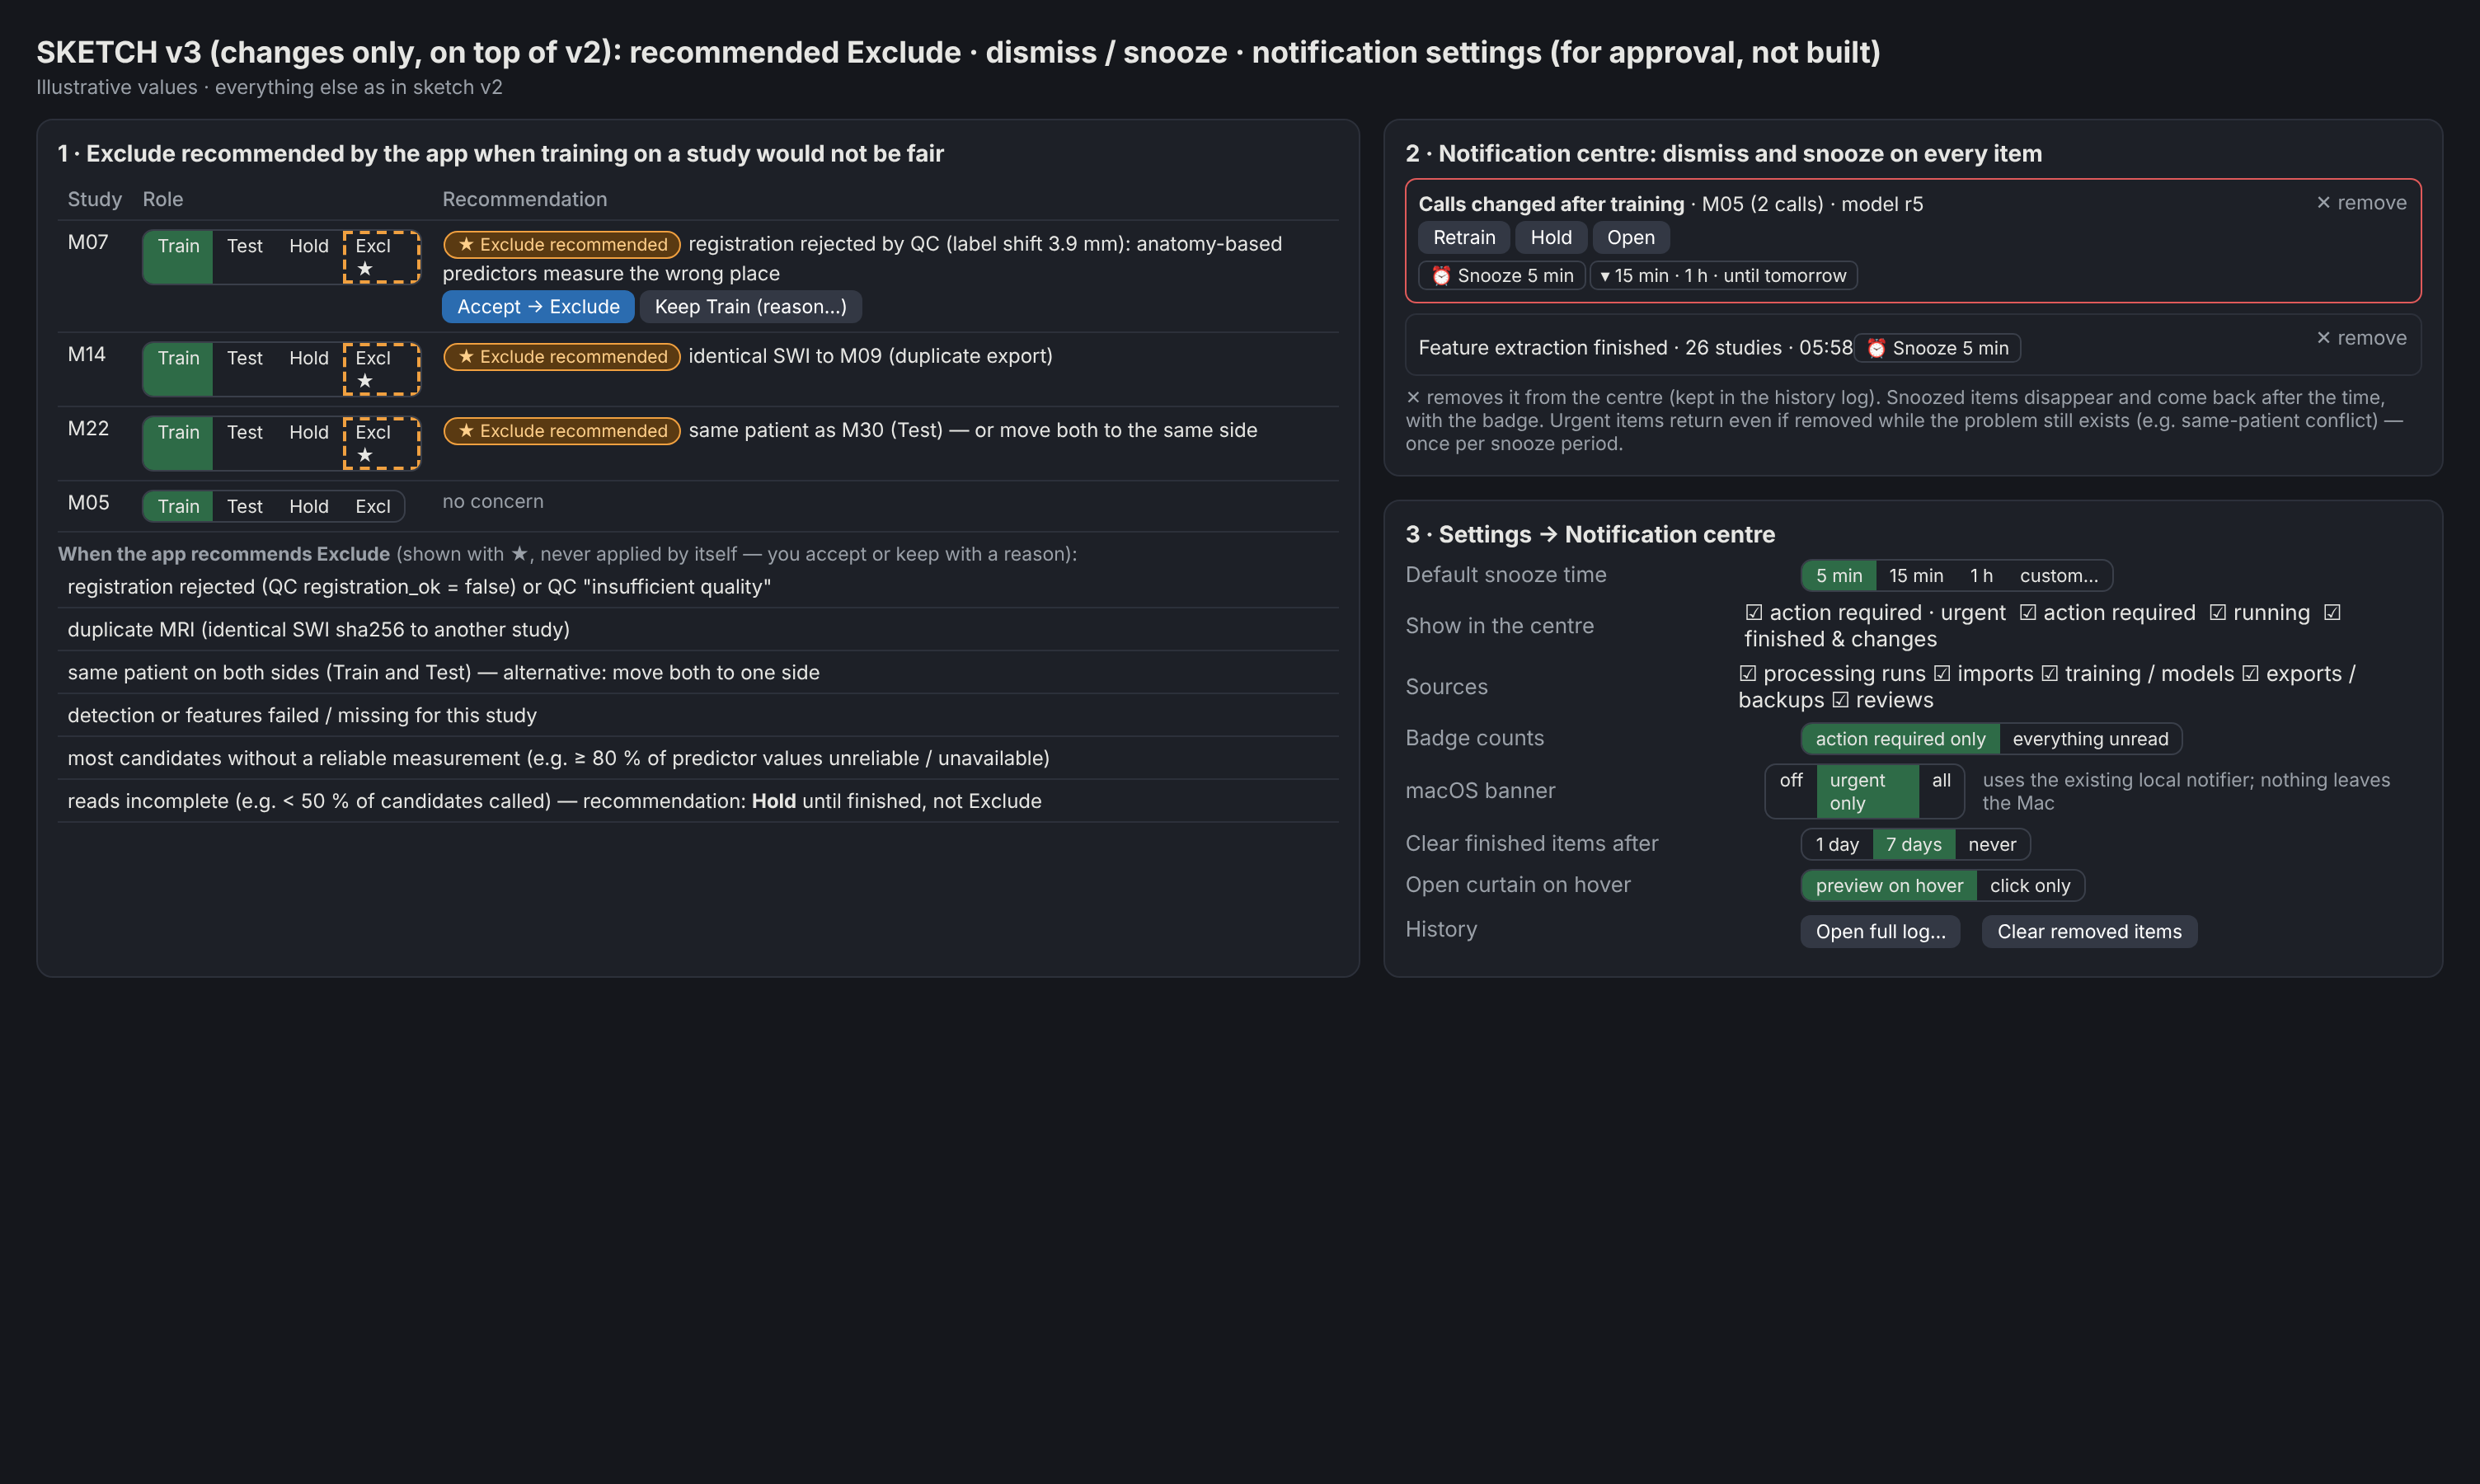 SKETCH v3 (changes only, on top of v2): recommended Exclude · dismiss / snooze · notification settings (for approval, not built)
Illustrative values · everything else as in sketch v2
1 · Exclude recommended by the app when training on a study would not be fair
Study Role Recommendation
M07 Train Test Hold Excl ★ ★ Exclude recommended registration rejected by QC (label shift 3.9 mm): anatomy-based
predictors measure the wrong place
Accept → Exclude Keep Train (reason...)
M14 Train Test Hold Excl ★ ★ Exclude recommended identical SWI to M09 (duplicate export)
M22 Train Test Hold Excl ★ ★ Exclude recommended same patient as M30 (Test) — or move both to the same side
M05 Train Test Hold Excl no concern
When the app recommends Exclude (shown with ★, never applied by itself — you accept or keep with a reason):
registration rejected (QC registration_ok = false) or QC "insufficient quality"
duplicate MRI (identical SWI sha256 to another study)
same patient on both sides (Train and Test) — alternative: move both to one side
detection or features failed / missing for this study
most candidates without a reliable measurement (e.g. ≥ 80 % of predictor values unreliable / unavailable)
reads incomplete (e.g. < 50 % of candidates called) — recommendation: Hold until finished, not Exclude
2 · Notification centre: dismiss and snooze on every item
Calls changed after training · M05 (2 calls) · model r5 ✕ remove
Retrain Hold Open
⏰ Snooze 5 min ▾ 15 min · 1 h · until tomorrow
Feature extraction finished · 26 studies · 05:58 ⏰ Snooze 5 min ✕ remove
✕ removes it from the centre (kept in the history log). Snoozed items disappear and come back after the time,
with the badge. Urgent items return even if removed while the problem still exists (e.g. same-patient conflict) —
once per snooze period.
3 · Settings → Notification centre
Default snooze time 5 min 15 min 1 h custom...
Show in the centre ☑ action required · urgent ☑ action required ☑ running ☑
finished & changes
Sources ☑ processing runs ☑ imports ☑ training / models ☑ exports /
backups ☑ reviews
Badge counts action required only everything unread
macOS banner off urgent only all uses the existing local notifier; nothing leaves
the Mac
Clear finished items after 1 day 7 days never
Open curtain on hover preview on hover click only
History Open full log... Clear removed items